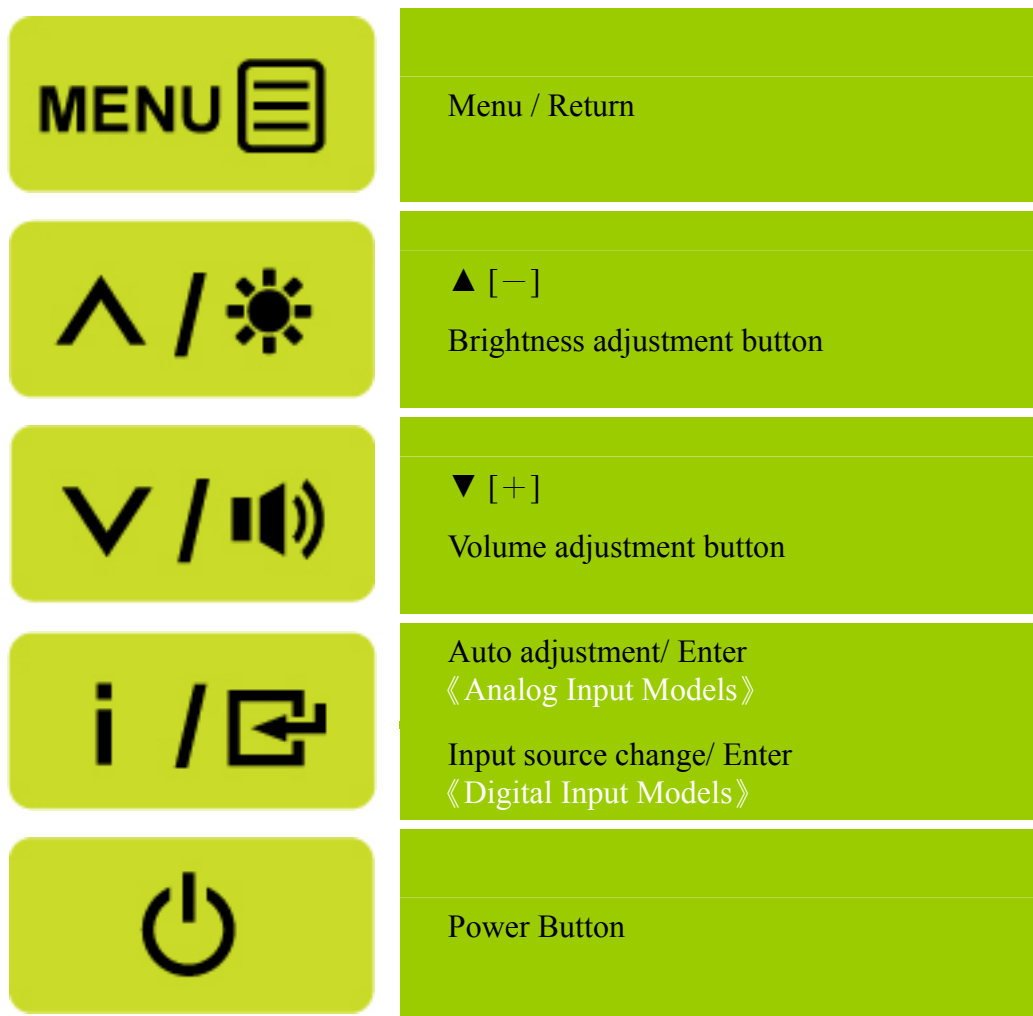 MENU
Menu / Return
/
▲ [－]
Brightness adjustment button
/
▼ [＋]
Volume adjustment button
i /
Auto adjustment/ Enter
《Analog Input Models》
Input source change/ Enter
《Digital Input Models》
Power Button